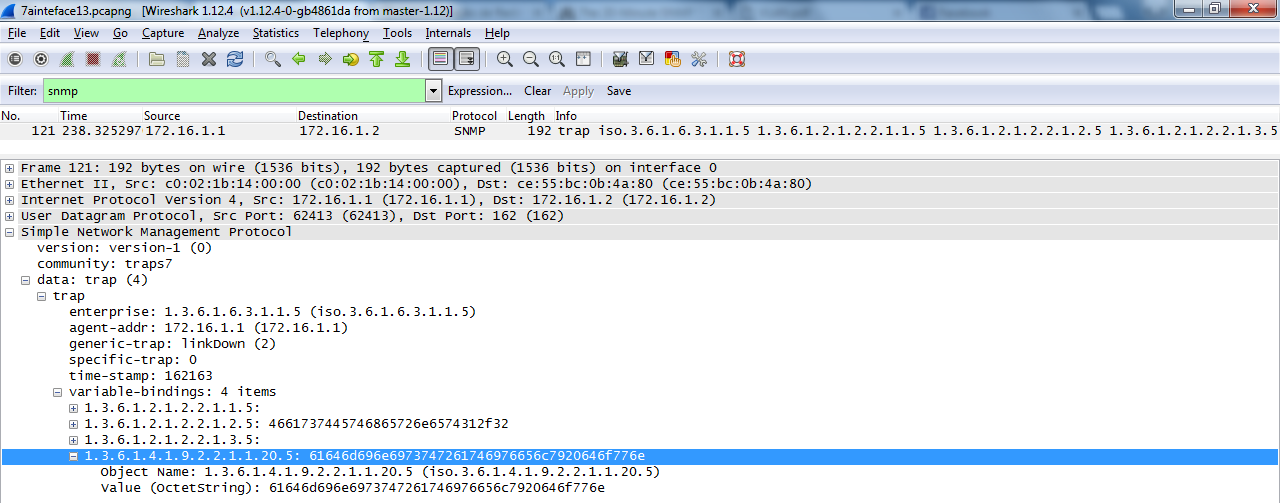 7ainteface13.pcapng [Wireshark 1.12.4 (v1.12.4-0-gb4861da from master-1.12)]
File Edit View Go Capture Analyze Statistics Telephony Tools Internals Help
Filter: snmp Expression... Clear Apply Save
No. Time Source Destination Protocol Length Info
121 238.325297 172.16.1.1 172.16.1.2 SNMP 192 trap iso.3.6.1.6.3.1.1.5 1.3.6.1.2.1.2.2.1.1.5 1.3.6.1.2.1.2.2.1.2.5 1.3.6.1.2.1.2.2.1.3.5
Frame 121: 192 bytes on wire (1536 bits), 192 bytes captured (1536 bits) on interface 0
Ethernet II, Src: c0:02:1b:14:00:00 (c0:02:1b:14:00:00), Dst: ce:55:bc:0b:4a:80 (ce:55:bc:0b:4a:80)
Internet Protocol Version 4, Src: 172.16.1.1 (172.16.1.1), Dst: 172.16.1.2 (172.16.1.2)
User Datagram Protocol, Src Port: 62413 (62413), Dst Port: 162 (162)
Simple Network Management Protocol
version: version-1 (0)
community: traps7
data: trap (4)
trap
enterprise: 1.3.6.1.6.3.1.1.5 (iso.3.6.1.6.3.1.1.5)
agent-addr: 172.16.1.1 (172.16.1.1)
generic-trap: linkDown (2)
specific-trap: 0
time-stamp: 162163
variable-bindings: 4 items
1.3.6.1.2.1.2.2.1.1.5:
1.3.6.1.2.1.2.2.1.2.5: 4661737445746865726e6574312f32
1.3.6.1.2.1.2.2.1.3.5:
1.3.6.1.4.1.9.2.2.1.1.20.5: 61646d696e6973747261746976656c7920646f776e
Object Name: 1.3.6.1.4.1.9.2.2.1.1.20.5 (iso.3.6.1.4.1.9.2.2.1.1.20.5)
Value (OctetString): 61646d696e6973747261746976656c7920646f776e